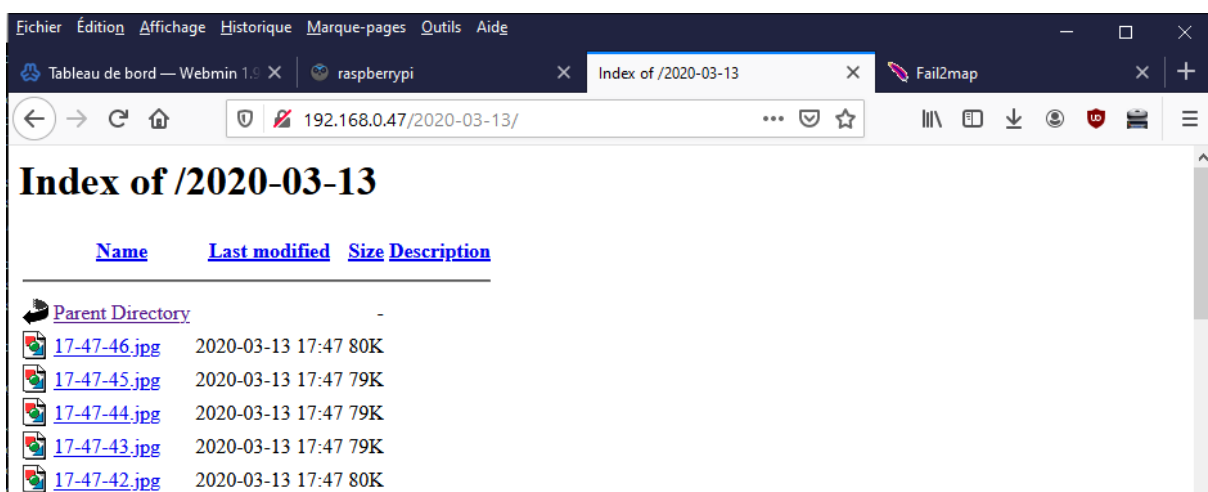 Fichier Édition Affichage Historique Marque-pages Outils Aide
Tableau de bord — Webmin 1.9 raspberrypi Index of /2020-03-13 Fail2map
192.168.0.47/2020-03-13/
Index of /2020-03-13
Name Last modified Size Description
Parent Directory -
17-47-46.jpg 2020-03-13 17:47 80K
17-47-45.jpg 2020-03-13 17:47 79K
17-47-44.jpg 2020-03-13 17:47 79K
17-47-43.jpg 2020-03-13 17:47 79K
17-47-42.jpg 2020-03-13 17:47 80K